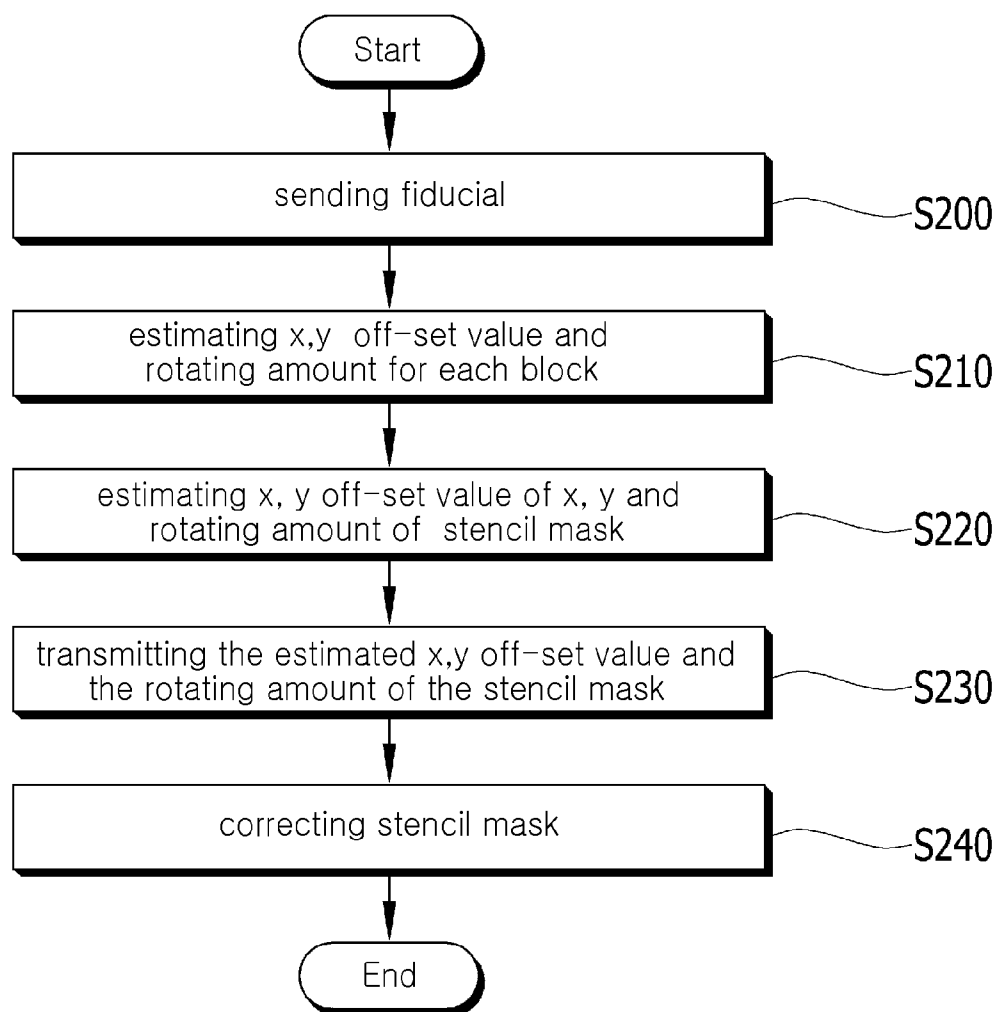 Start
sending fiducial
S200
estimating x,y off-set value and
rotating amount for each block
S210
estimating x, y off-set value of x, y and
rotating amount of stencil mask
S220
transmitting the estimated x,y off-set value and
the rotating amount of the stencil mask
S230
correcting stencil mask
S240
End